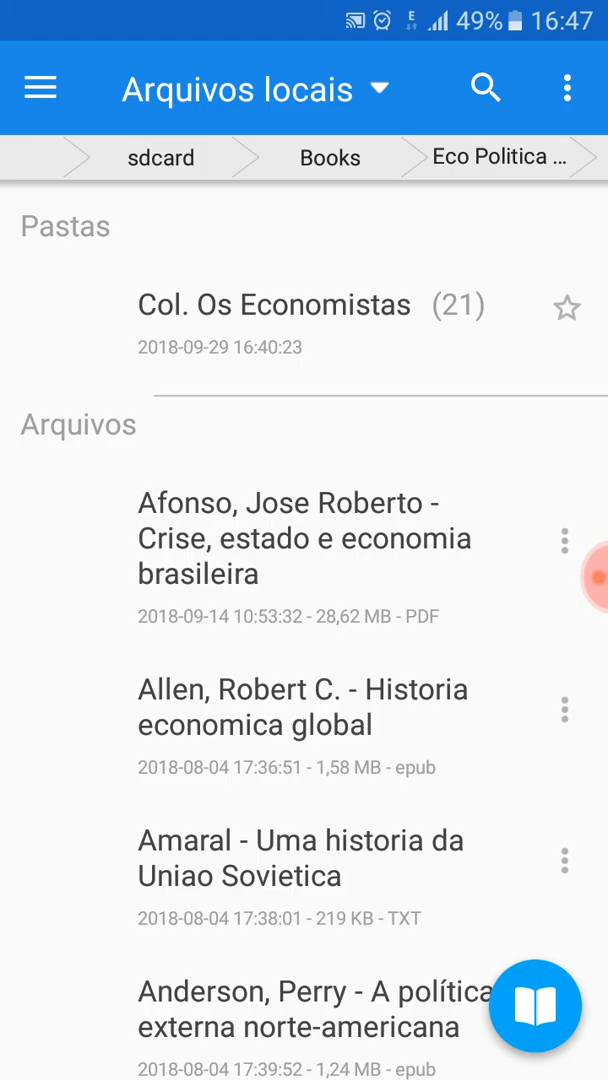 E 49% 16:47
Arquivos locais
sdcard Books Eco Politica ...
Pastas
Col. Os Economistas (21)
2018-09-29 16:40:23
Arquivos
Afonso, Jose Roberto -
Crise, estado e economia
brasileira
2018-09-14 10:53:32 - 28,62 MB - PDF
Allen, Robert C. - Historia
economica global
2018-08-04 17:36:51 - 1,58 MB - epub
Amaral - Uma historia da
Uniao Sovietica
2018-08-04 17:38:01 - 219 KB - TXT
Anderson, Perry - A política
externa norte-americana
2018-08-04 17:39:52 - 1,24 MB - epub